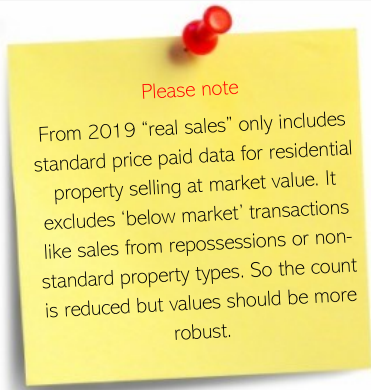 Please note
From 2019 “real sales” only includes
standard price paid data for residential
property selling at market value. It
excludes ‘below market’ transactions
like sales from repossessions or non-
standard property types. So the count
is reduced but values should be more
robust.